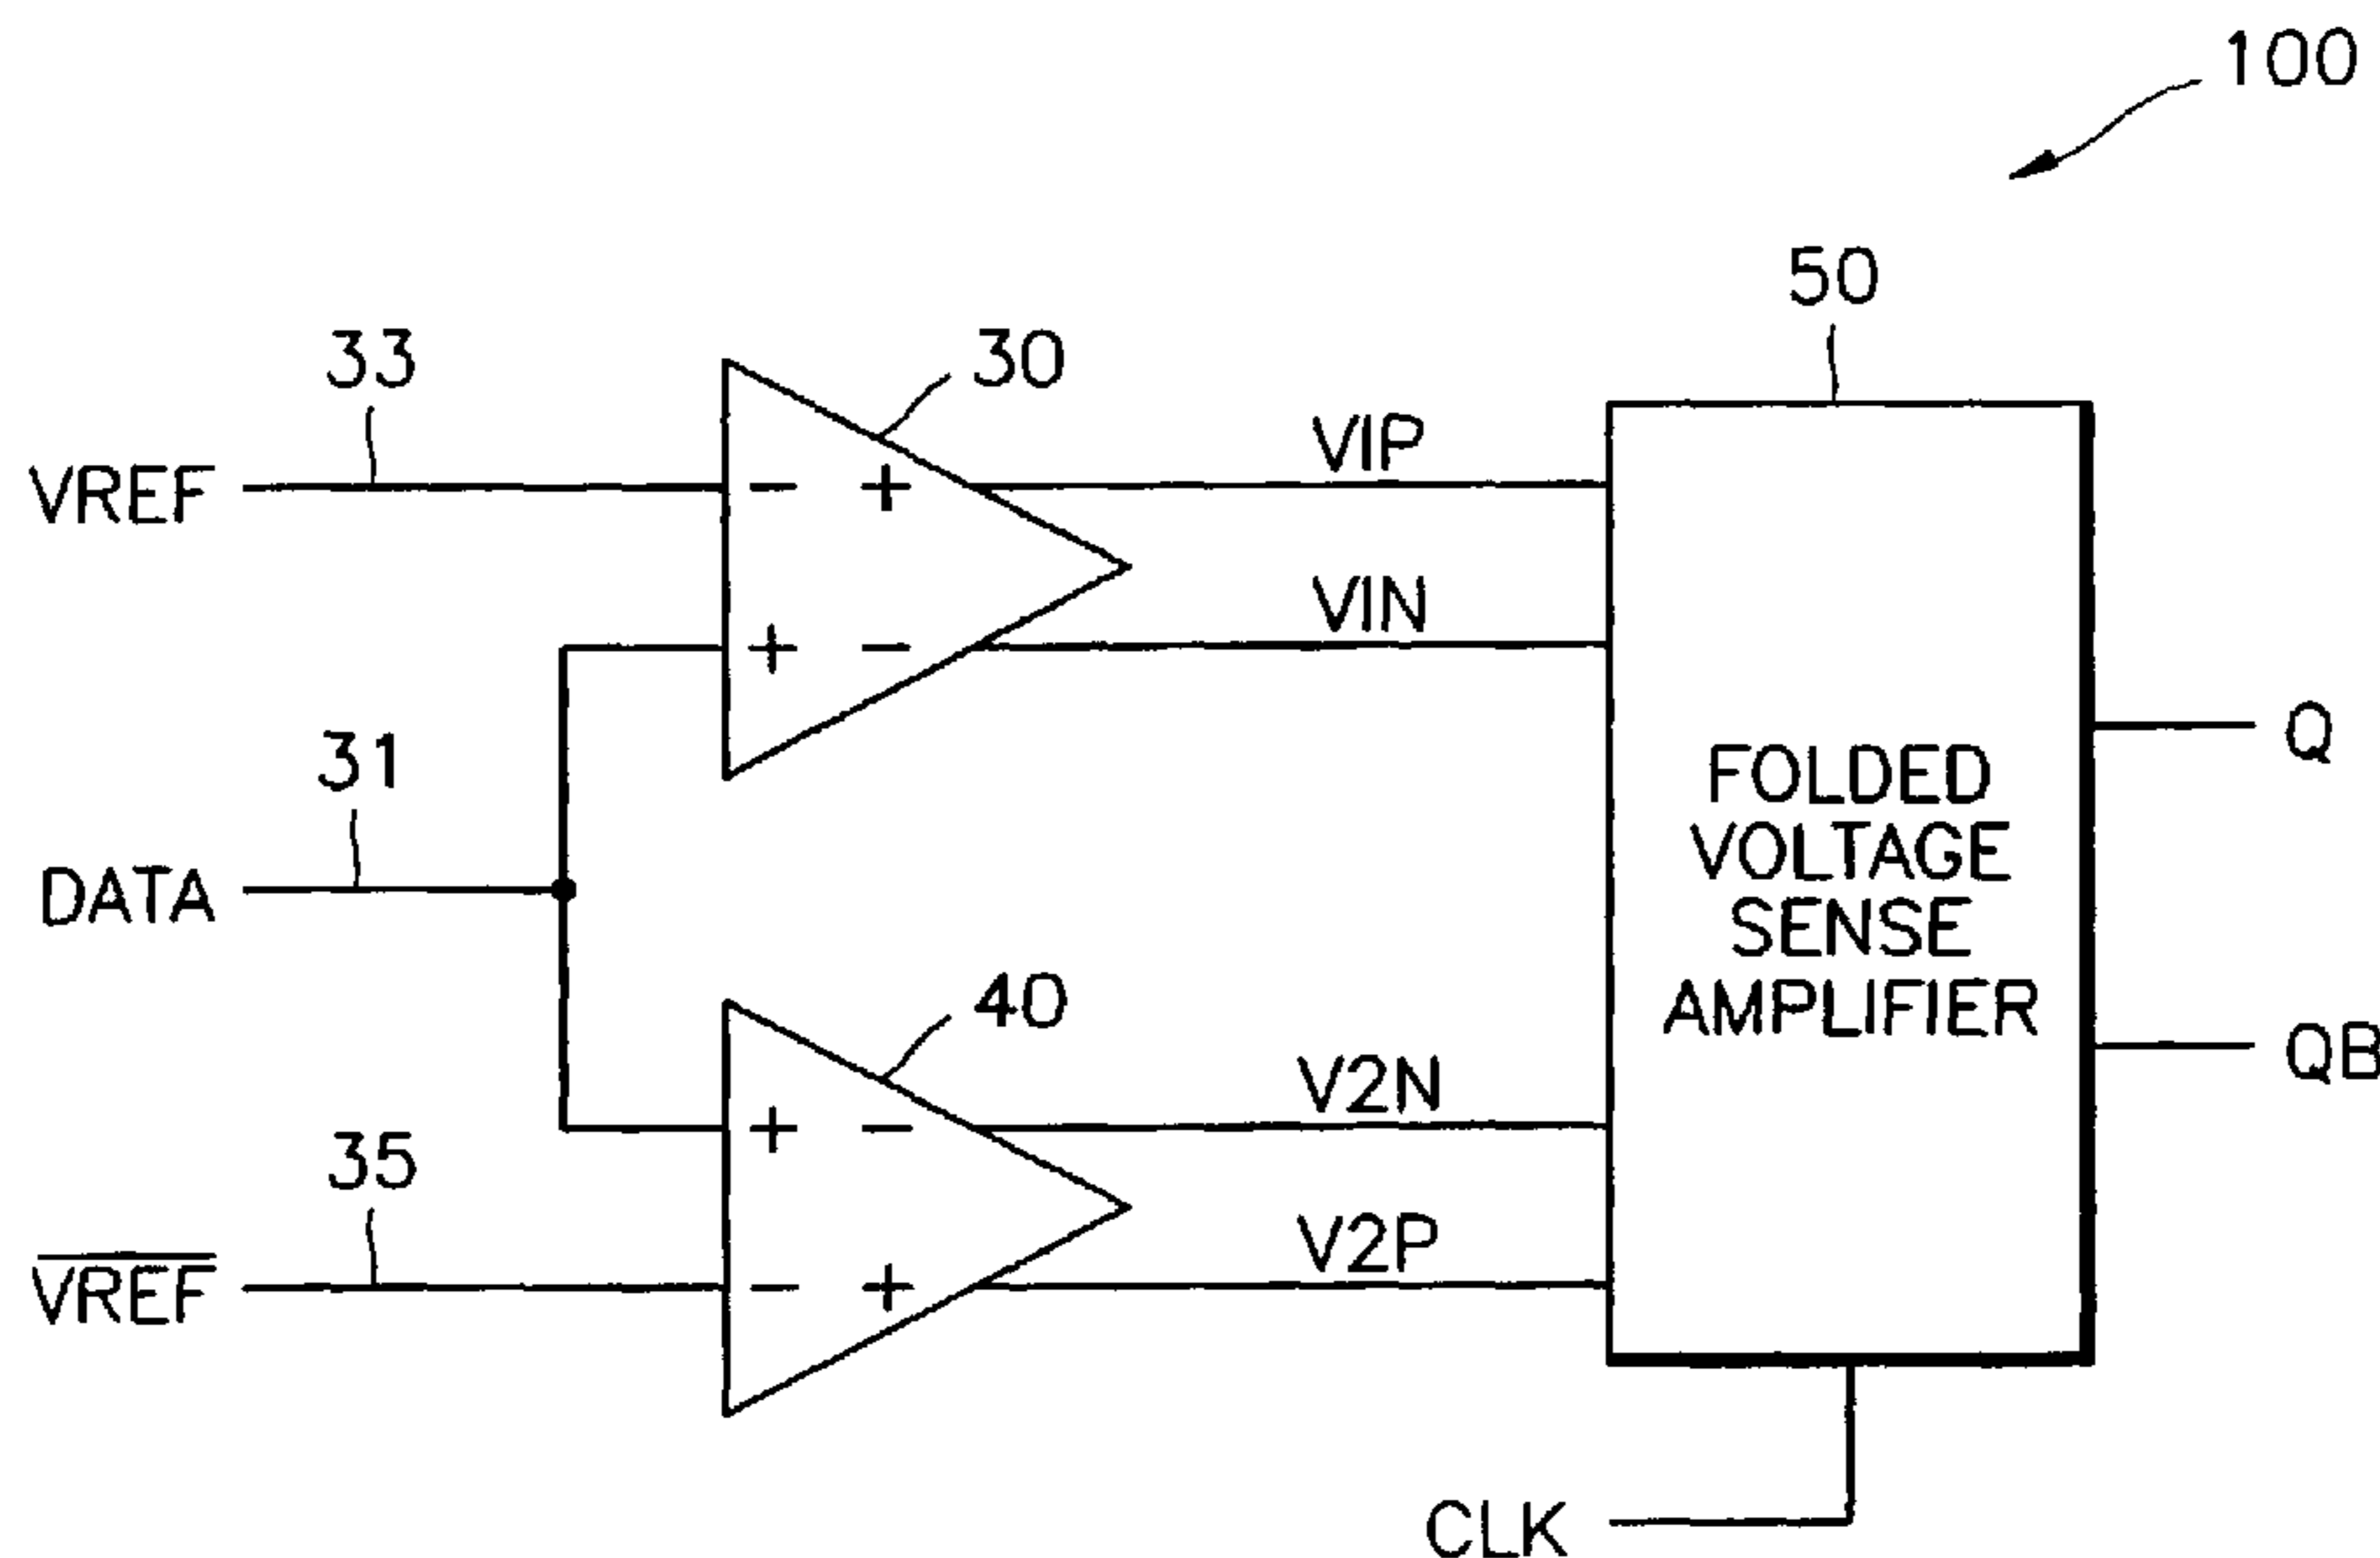 100
50
33
30
VREF
- +
VIP
+ -
VIN
31
DATA
FOLDED
VOLTAGE
SENSE
AMPLIFIER
Q
QB
40
+ -
V2N
35
V̅R̅E̅F̅
- +
V2P
CLK